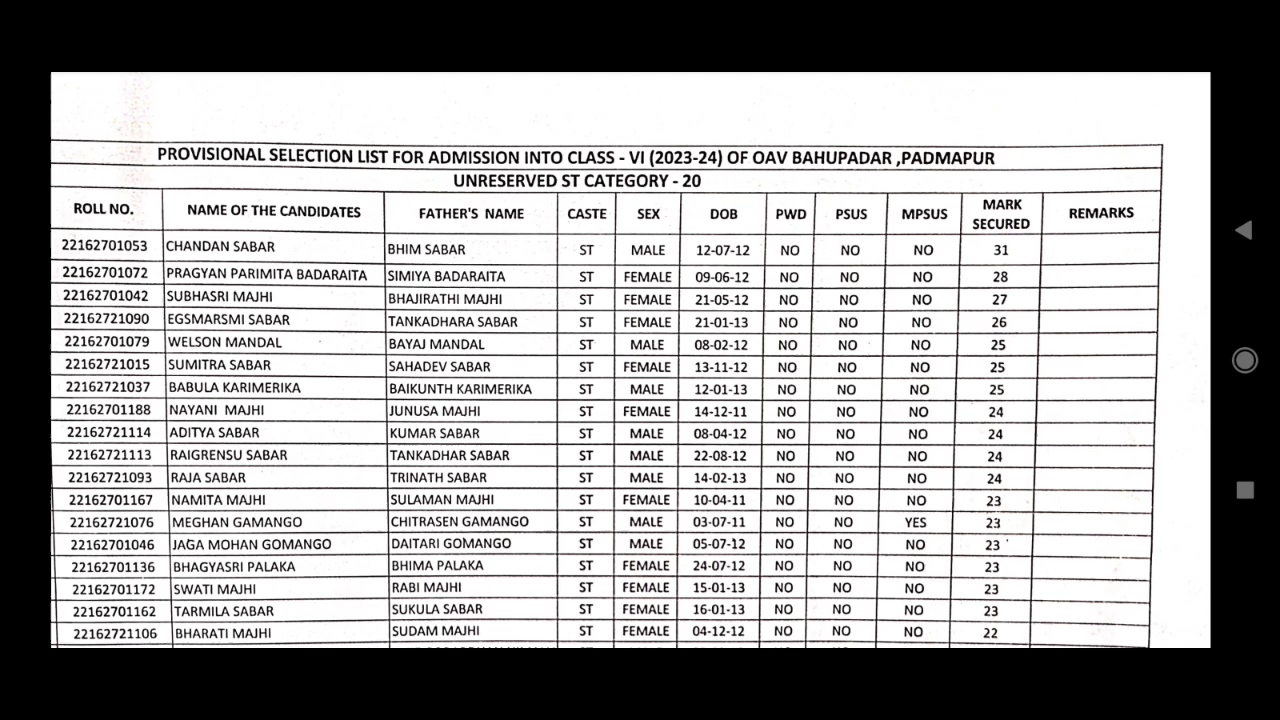 PROVISIONAL SELECTION LIST FOR ADMISSION INTO CLASS - VI (2023-24) OF OAV BAHUPADAR ,PADMAPUR
UNRESERVED ST CATEGORY - 20
ROLL NO. NAME OF THE CANDIDATES FATHER'S NAME CASTE SEX DOB PWD PSUS MPSUS MARK SECURED REMARKS
22162701053 CHANDAN SABAR BHIM SABAR ST MALE 12-07-12 NO NO NO 31
22162701072 PRAGYAN PARIMITA BADARAITA SIMIYA BADARAITA ST FEMALE 09-06-12 NO NO NO 28
22162701042 SUBHASRI MAJHI BHAJIRATHI MAJHI ST FEMALE 21-05-12 NO NO NO 27
22162721090 EGSMARSMI SABAR TANKADHARA SABAR ST FEMALE 21-01-13 NO NO NO 26
22162701079 WELSON MANDAL BAYAJ MANDAL ST MALE 08-02-12 NO NO NO 25
22162721015 SUMITRA SABAR SAHADEV SABAR ST FEMALE 13-11-12 NO NO NO 25
22162721037 BABULA KARIMERIKA BAIKUNTH KARIMERIKA ST MALE 12-01-13 NO NO NO 25
22162701188 NAYANI MAJHI JUNUSA MAJHI ST FEMALE 14-12-11 NO NO NO 24
22162721114 ADITYA SABAR KUMAR SABAR ST MALE 08-04-12 NO NO NO 24
22162721113 RAIGRENSU SABAR TANKADHAR SABAR ST MALE 22-08-12 NO NO NO 24
22162721093 RAJA SABAR TRINATH SABAR ST MALE 14-02-13 NO NO NO 24
22162701167 NAMITA MAJHI SULAMAN MAJHI ST FEMALE 10-04-11 NO NO NO 23
22162721076 MEGHAN GAMANGO CHITRASEN GAMANGO ST MALE 03-07-11 NO NO YES 23
22162701046 JAGA MOHAN GOMANGO DAITARI GOMANGO ST MALE 05-07-12 NO NO NO 23
22162701136 BHAGYASRI PALAKA BHIMA PALAKA ST FEMALE 24-07-12 NO NO NO 23
22162701172 SWATI MAJHI RABI MAJHI ST FEMALE 15-01-13 NO NO NO 23
22162701162 TARMILA SABAR SUKULA SABAR ST FEMALE 16-01-13 NO NO NO 23
22162721106 BHARATI MAJHI SUDAM MAJHI ST FEMALE 04-12-12 NO NO NO 22